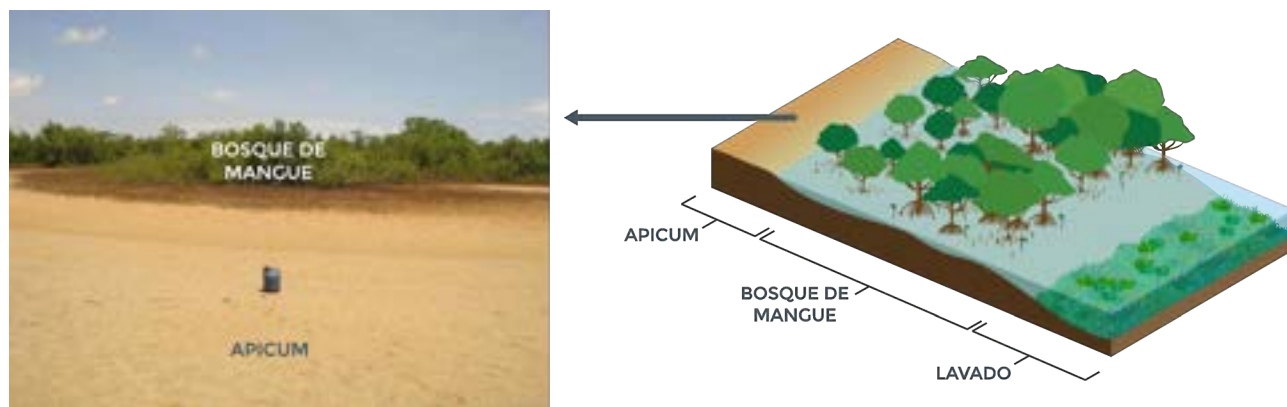 BOSQUE DE
MANGUE
APICUM
APICUM
BOSQUE DE
MANGUE
LAVADO